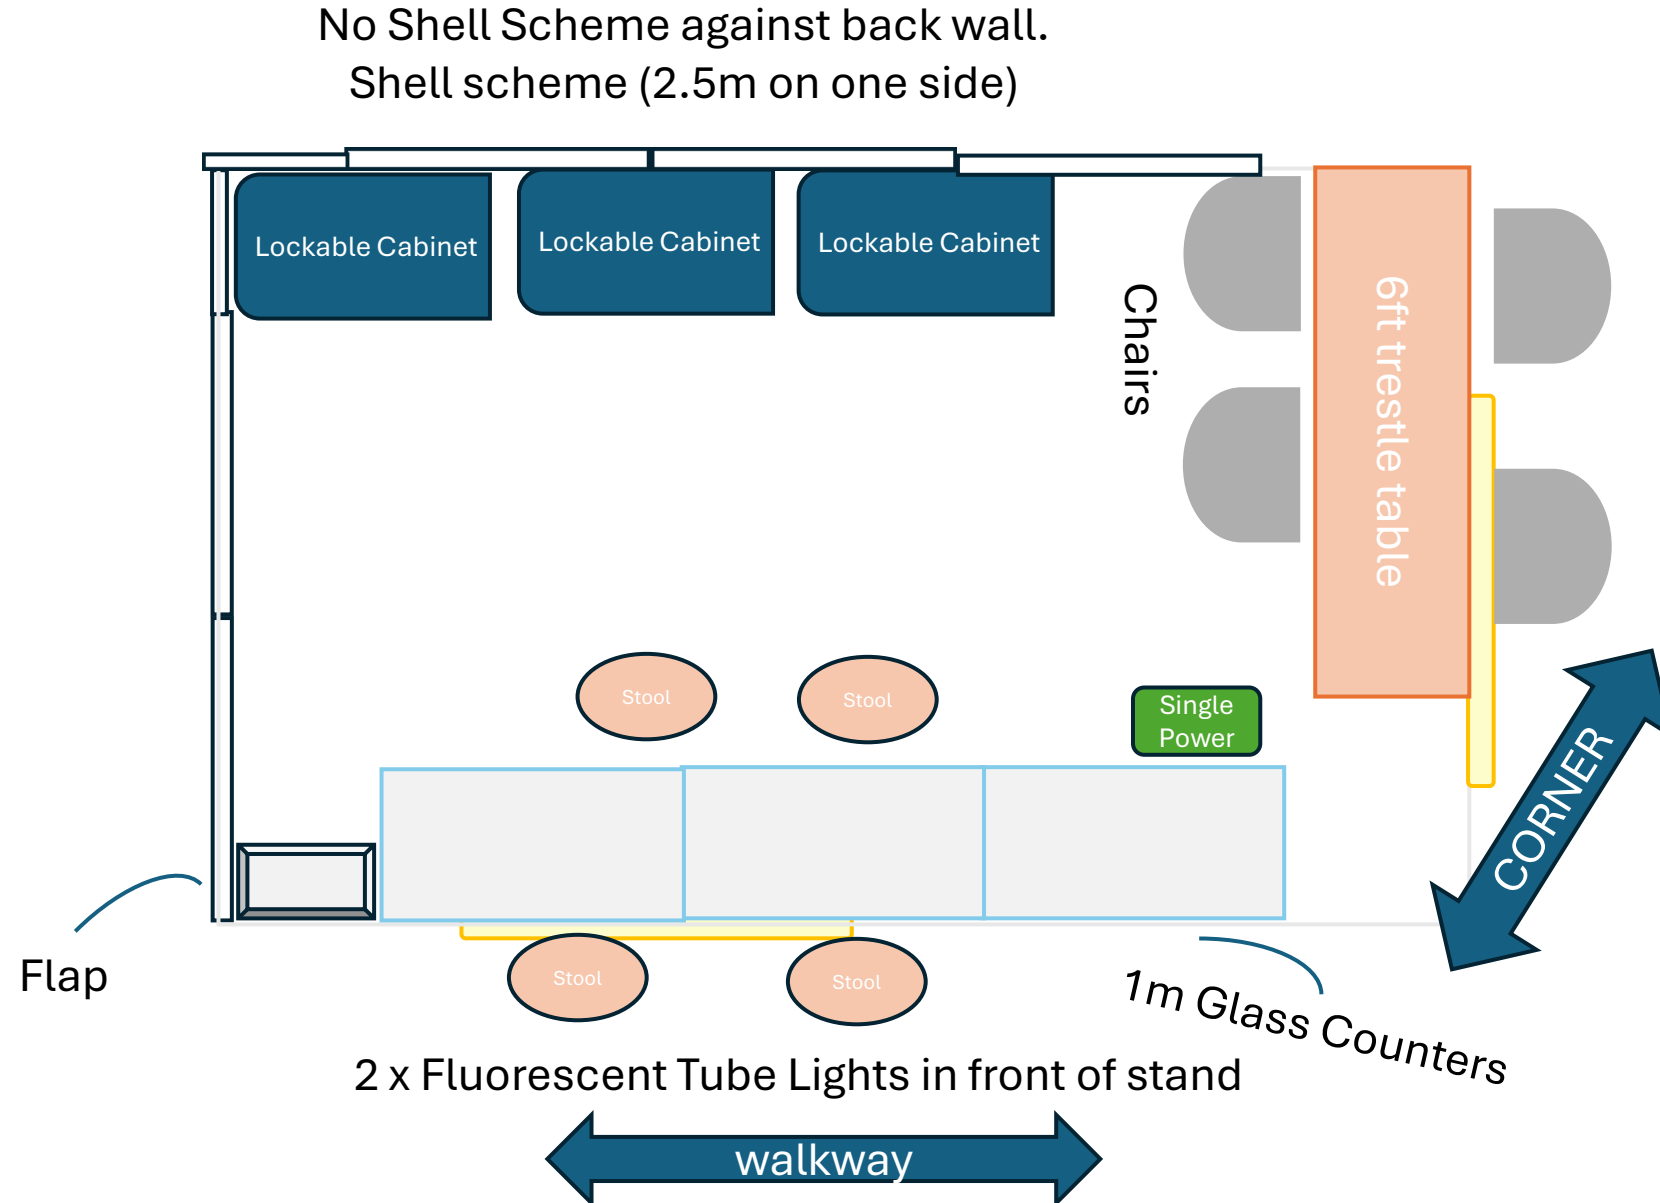 No Shell Scheme against back wall.
Shell scheme (2.5m on one side)
Lockable Cabinet
Lockable Cabinet
Lockable Cabinet
Chairs
6ft trestle table
Stool
Stool
Single
Power
CORNER
Flap
Stool
Stool
1m Glass Counters
2 x Fluorescent Tube Lights in front of stand
walkway